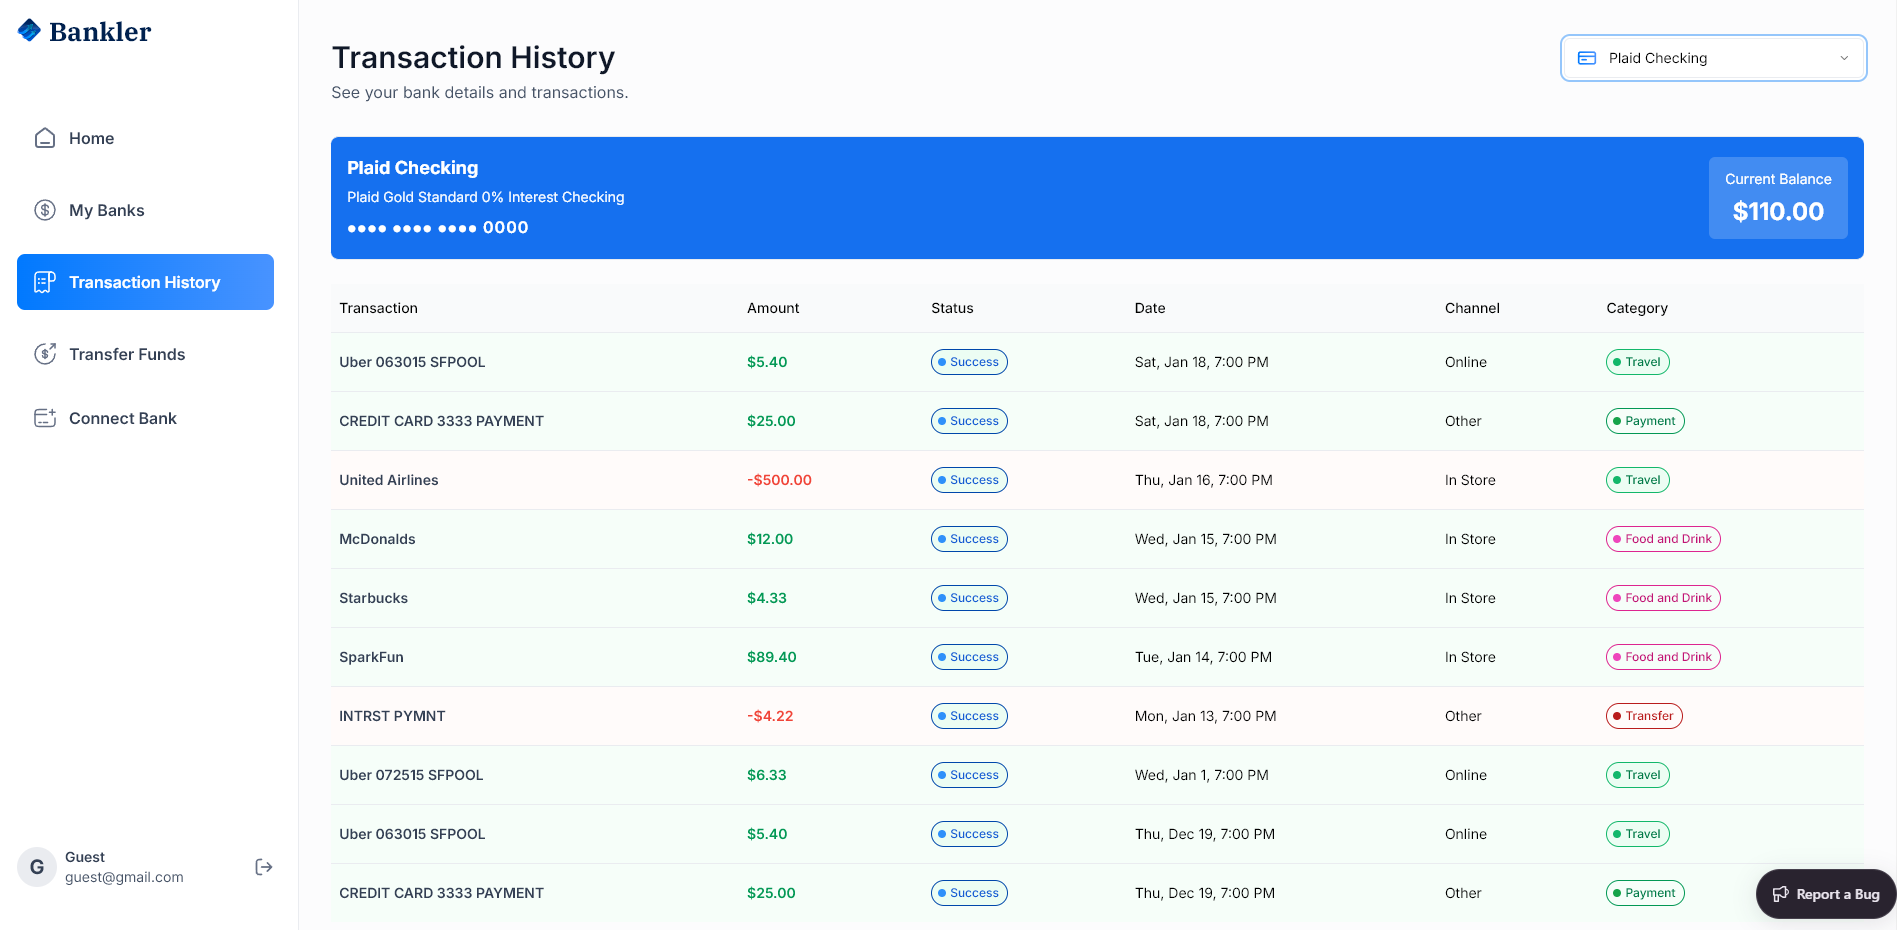 Bankler
Home
My Banks
Transaction History
Transfer Funds
Connect Bank
G
Guest
guest@gmail.com
Transaction History
See your bank details and transactions.
Plaid Checking
Plaid Checking
Plaid Gold Standard 0% Interest Checking
●●●● ●●●● ●●●● 0000
Current Balance
$110.00
Transaction Amount Status Date Channel Category
Uber 063015 SFPOOL $5.40 Success Sat, Jan 18, 7:00 PM Online Travel
CREDIT CARD 3333 PAYMENT $25.00 Success Sat, Jan 18, 7:00 PM Other Payment
United Airlines -$500.00 Success Thu, Jan 16, 7:00 PM In Store Travel
McDonalds $12.00 Success Wed, Jan 15, 7:00 PM In Store Food and Drink
Starbucks $4.33 Success Wed, Jan 15, 7:00 PM In Store Food and Drink
SparkFun $89.40 Success Tue, Jan 14, 7:00 PM In Store Food and Drink
INTRST PYMNT -$4.22 Success Mon, Jan 13, 7:00 PM Other Transfer
Uber 072515 SFPOOL $6.33 Success Wed, Jan 1, 7:00 PM Online Travel
Uber 063015 SFPOOL $5.40 Success Thu, Dec 19, 7:00 PM Online Travel
CREDIT CARD 3333 PAYMENT $25.00 Success Thu, Dec 19, 7:00 PM Other Payment
Report a Bug